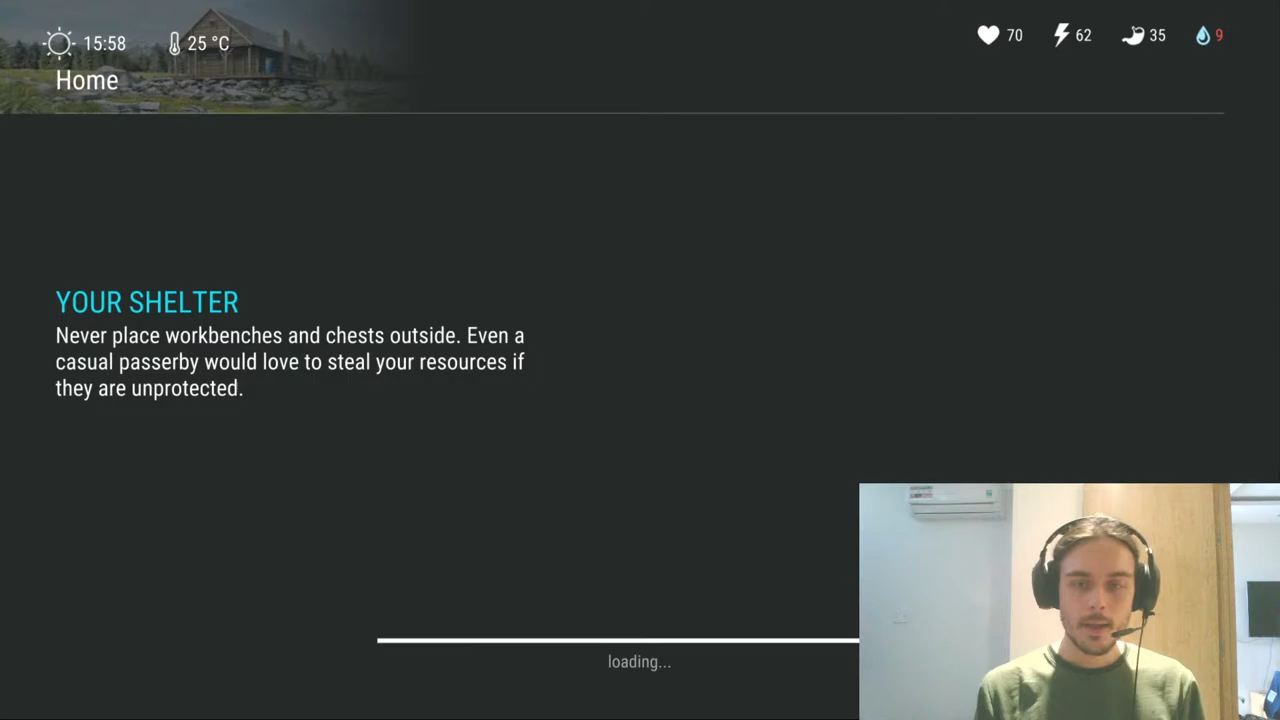 15:58 25 °C 70 62 35 9
Home
YOUR SHELTER
Never place workbenches and chests outside. Even a
casual passerby would love to steal your resources if
they are unprotected.
loading...